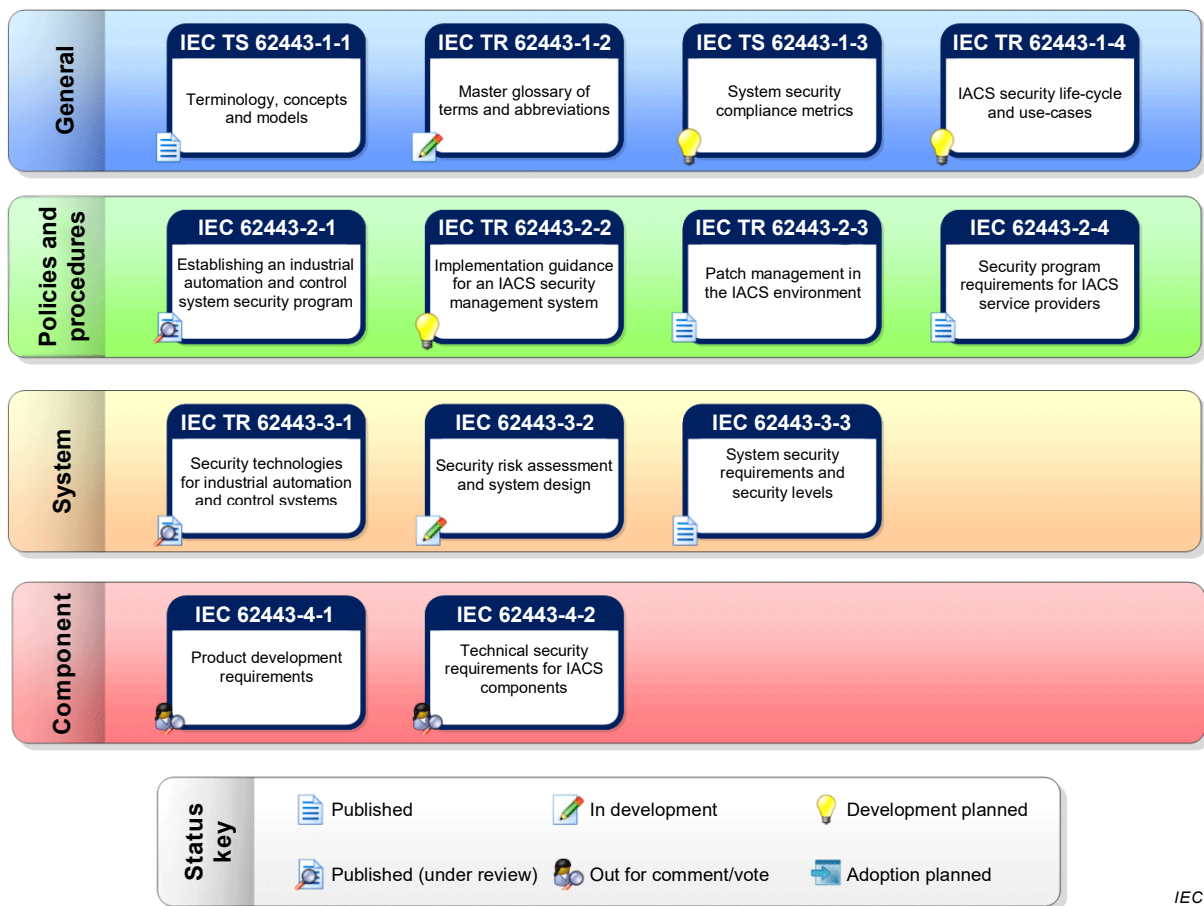 General
IEC TS 62443-1-1
Terminology, concepts
and models
IEC TR 62443-1-2
Master glossary of
terms and abbreviations
IEC TS 62443-1-3
System security
compliance metrics
IEC TR 62443-1-4
IACS security life-cycle
and use-cases
Policies and
procedures
IEC 62443-2-1
Establishing an industrial
automation and control
system security program
IEC TR 62443-2-2
Implementation guidance
for an IACS security
management system
IEC TR 62443-2-3
Patch management in
the IACS environment
IEC 62443-2-4
Security program
requirements for IACS
service providers
System
IEC TR 62443-3-1
Security technologies
for industrial automation
and control systems
IEC 62443-3-2
Security risk assessment
and system design
IEC 62443-3-3
System security
requirements and
security levels
Component
IEC 62443-4-1
Product development
requirements
IEC 62443-4-2
Technical security
requirements for IACS
components
Status
key
Published
In development
Development planned
Published (under review)
Out for comment/vote
Adoption planned
IEC